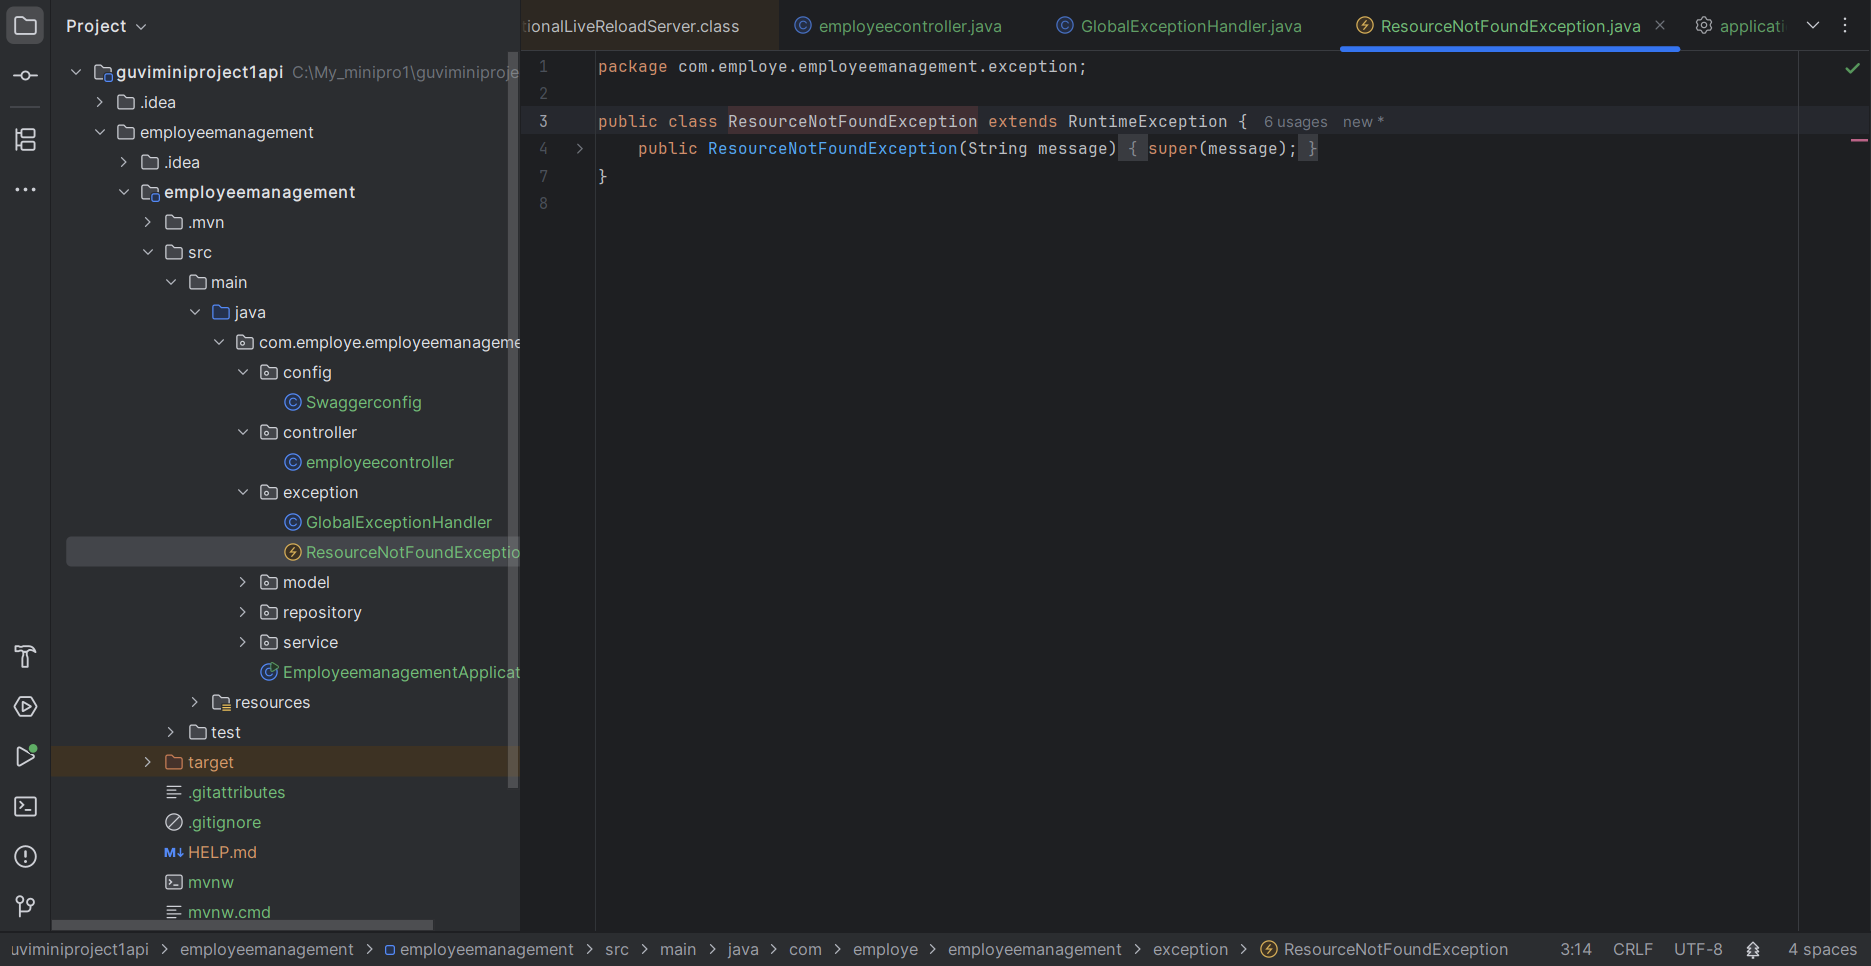 Project
ionalLiveReloadServer.class
employeecontroller.java
GlobalExceptionHandler.java
ResourceNotFoundException.java
applicati
guviminiproject1api C:\My_minipro1\guviminiproje
.idea
employeemanagement
.idea
employeemanagement
.mvn
src
main
java
com.employe.employeemanageme
config
Swaggerconfig
controller
employeecontroller
exception
GlobalExceptionHandler
ResourceNotFoundExceptio
model
repository
service
EmployeemanagementApplicat
resources
test
target
.gitattributes
.gitignore
M↓ HELP.md
mvnw
mvnw.cmd
1 package com.employe.employeemanagement.exception;
2
3 public class ResourceNotFoundException extends RuntimeException { 6 usages new *
4 public ResourceNotFoundException(String message) { super(message); }
7 }
8
guviminiproject1api > employeemanagement > employeemanagement > src > main > java > com > employe > employeemanagement > exception > ResourceNotFoundException
3:14 CRLF UTF-8 4 spaces